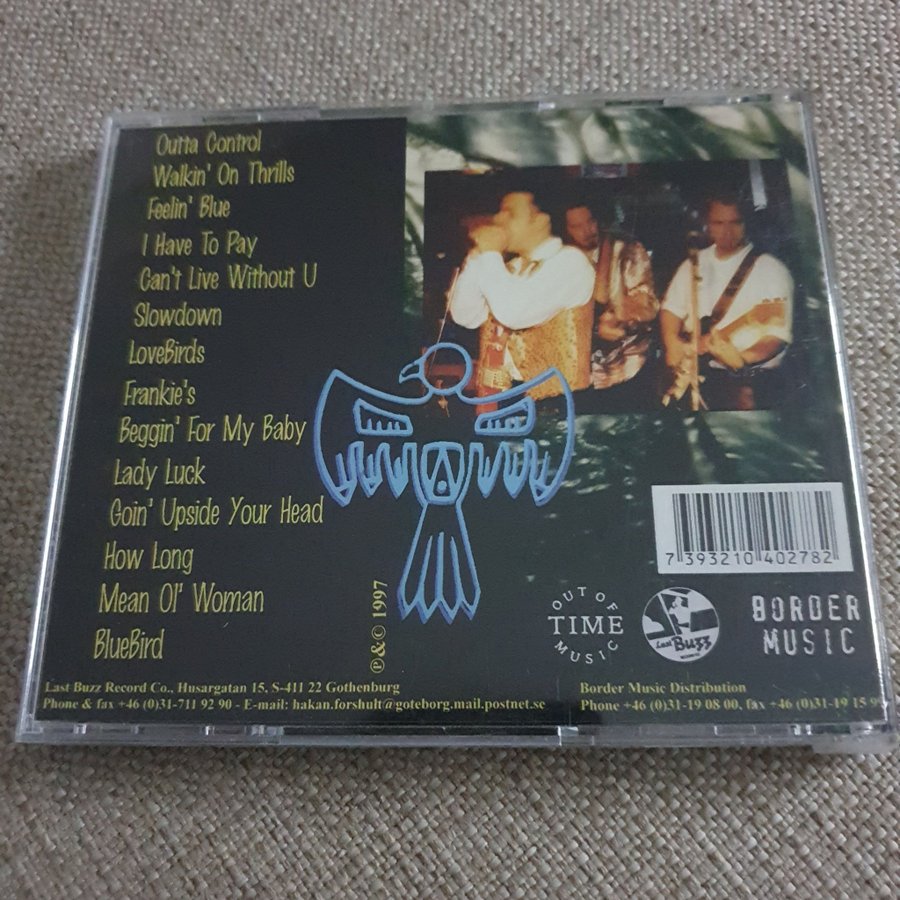 Outta Control
Walkin' On Thrills
Feelin' Blue
I Have To Pay
Can't Live Without U
Slowdown
LoveBirds
Frankie's
Beggin' For My Baby
Lady Luck
Goin' Upside Your Head
How Long
Mean Ol' Woman
BlueBird
℗&© 1997
7 393210 402782
OUT OF
TIME
MUSIC
Last Buzz
BORDER
MUSIC
Last Buzz Record Co., Husargatan 15, S-411 22 Gothenburg
Phone & fax +46 (0)31-711 92 90 - E-mail: hakan.forshult@goteborg.mail.postnet.se
Border Music Distribution
Phone +46 (0)31-19 08 00, fax +46 (0)31-19 15 9